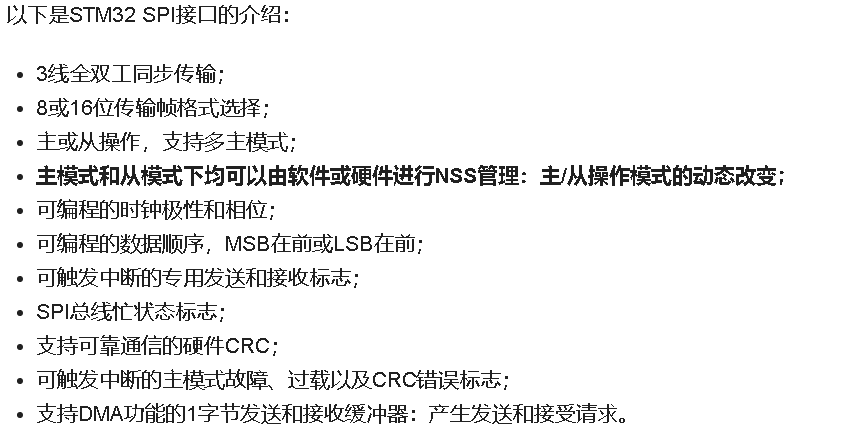 以下是STM32 SPI接口的介绍：
• 3线全双工同步传输；
• 8或16位传输帧格式选择；
• 主或从操作，支持多主模式；
• 主模式和从模式下均可以由软件或硬件进行NSS管理：主/从操作模式的动态改变；
• 可编程的时钟极性和相位；
• 可编程的数据顺序，MSB在前或LSB在前；
• 可触发中断的专用发送和接收标志；
• SPI总线忙状态标志；
• 支持可靠通信的硬件CRC；
• 可触发中断的主模式故障、过载以及CRC错误标志；
• 支持DMA功能的1字节发送和接收缓冲器：产生发送和接受请求。